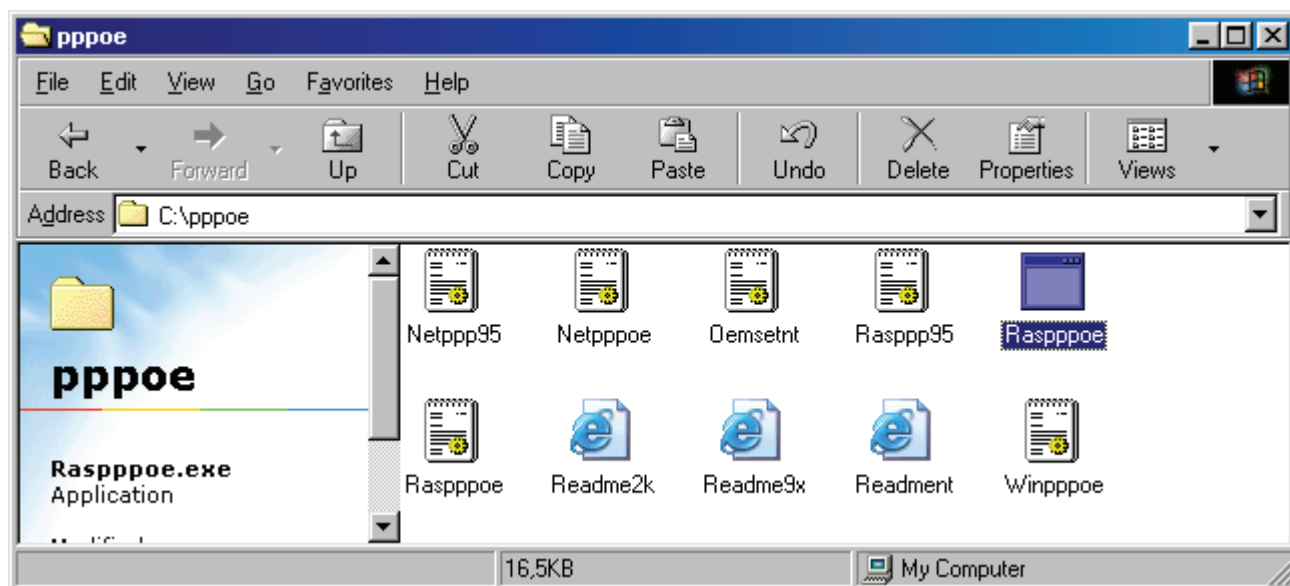 pppoe
File Edit View Go Favorites Help
Back Forward Up Cut Copy Paste Undo Delete Properties Views
Address C:\pppoe
Netppp95 Netpppoe Oemsetnt Rasppp95 Raspppoe
pppoe
Raspppoe.exe
Application
Raspppoe Readme2k Readme9x Readment Winpppoe
16,5KB My Computer